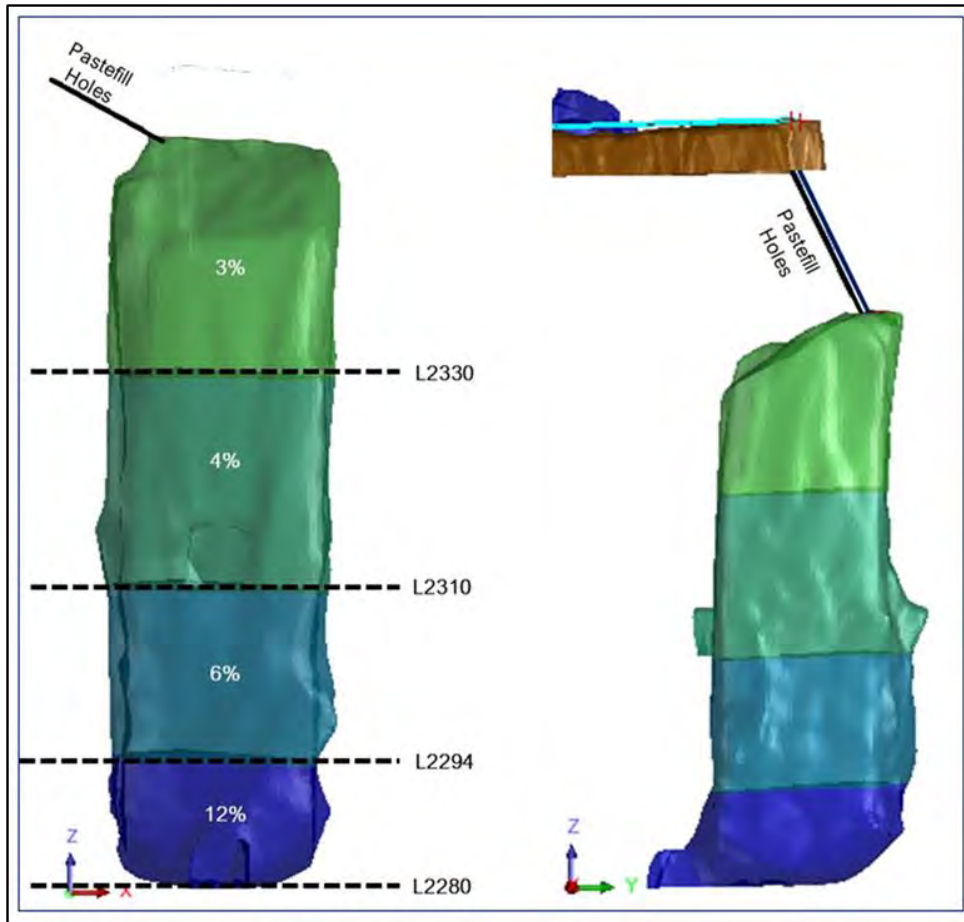 Pastefill
Holes
3%
L2330
4%
L2310
6%
L2294
12%
Z
X
L2280
Pastefill
Holes
Z
Y